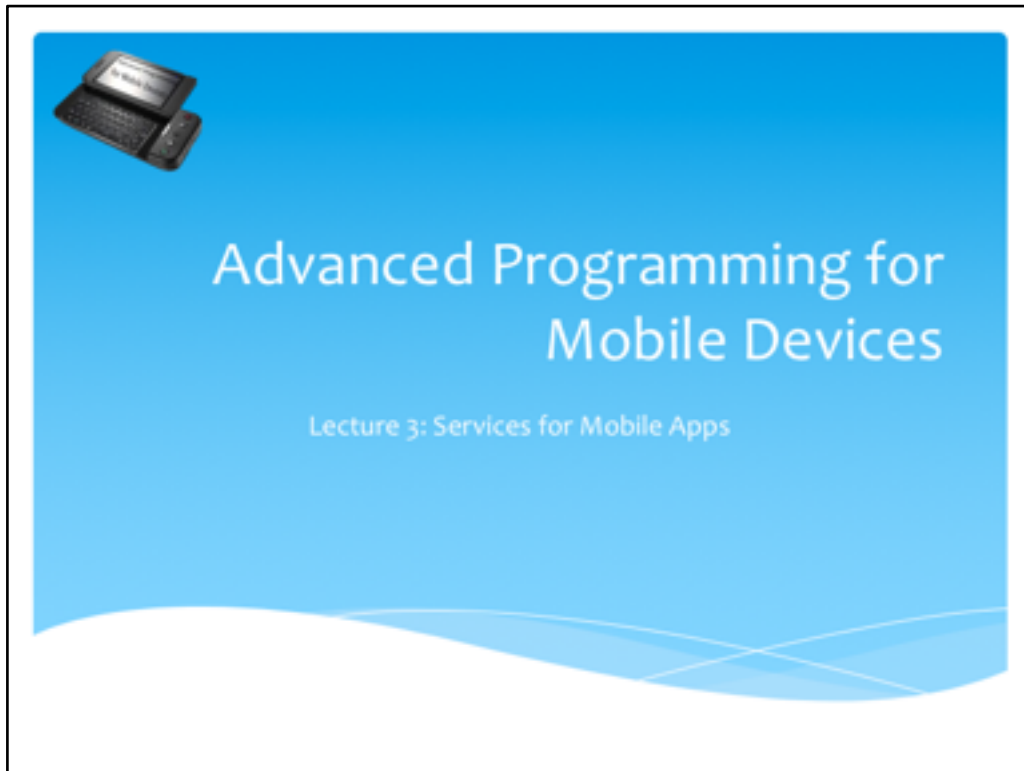 Advanced Programming for
Mobile Devices
Lecture 3: Services for Mobile Apps